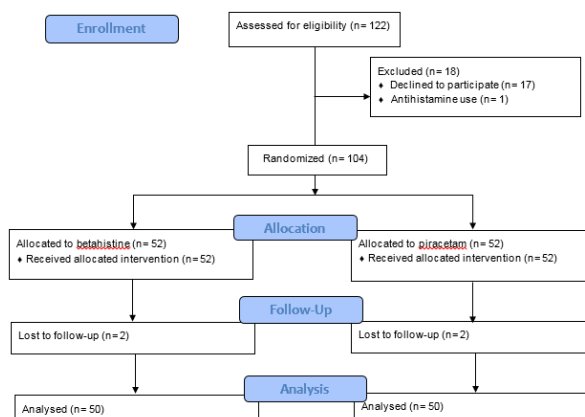 Enrollment
Assessed for eligibility (n= 122)
Excluded (n= 18)
♦ Declined to participate (n= 17)
♦ Antihistamine use (n= 1)
Randomized (n= 104)
Allocation
Allocated to betahistine (n= 52)
♦ Received allocated intervention (n= 52)
Allocated to piracetam (n= 52)
♦ Received allocated intervention (n= 52)
Follow-Up
Lost to follow-up (n= 2)
Lost to follow-up (n= 2)
Analysis
Analysed (n= 50)
Analysed (n= 50)